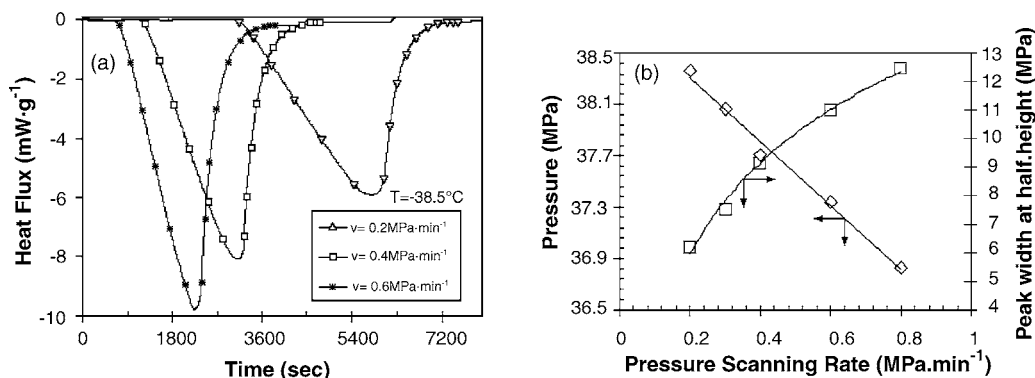 (a)
Heat Flux (mW·g⁻¹)
0
-2
-4
-6
-8
-10
T=-38.5°C
v= 0.2MPa·min⁻¹
v= 0.4MPa·min⁻¹
v= 0.6MPa·min⁻¹
0 1800 3600 5400 7200
Time (sec)
(b)
Pressure (MPa)
38.5
38.1
37.7
37.3
36.9
36.5
13
12
11
10
9
8
7
6
5
4
Peak width at half.height (MPa)
0 0.2 0.4 0.6 0.8 1
Pressure Scanning Rate (MPa.min⁻¹)